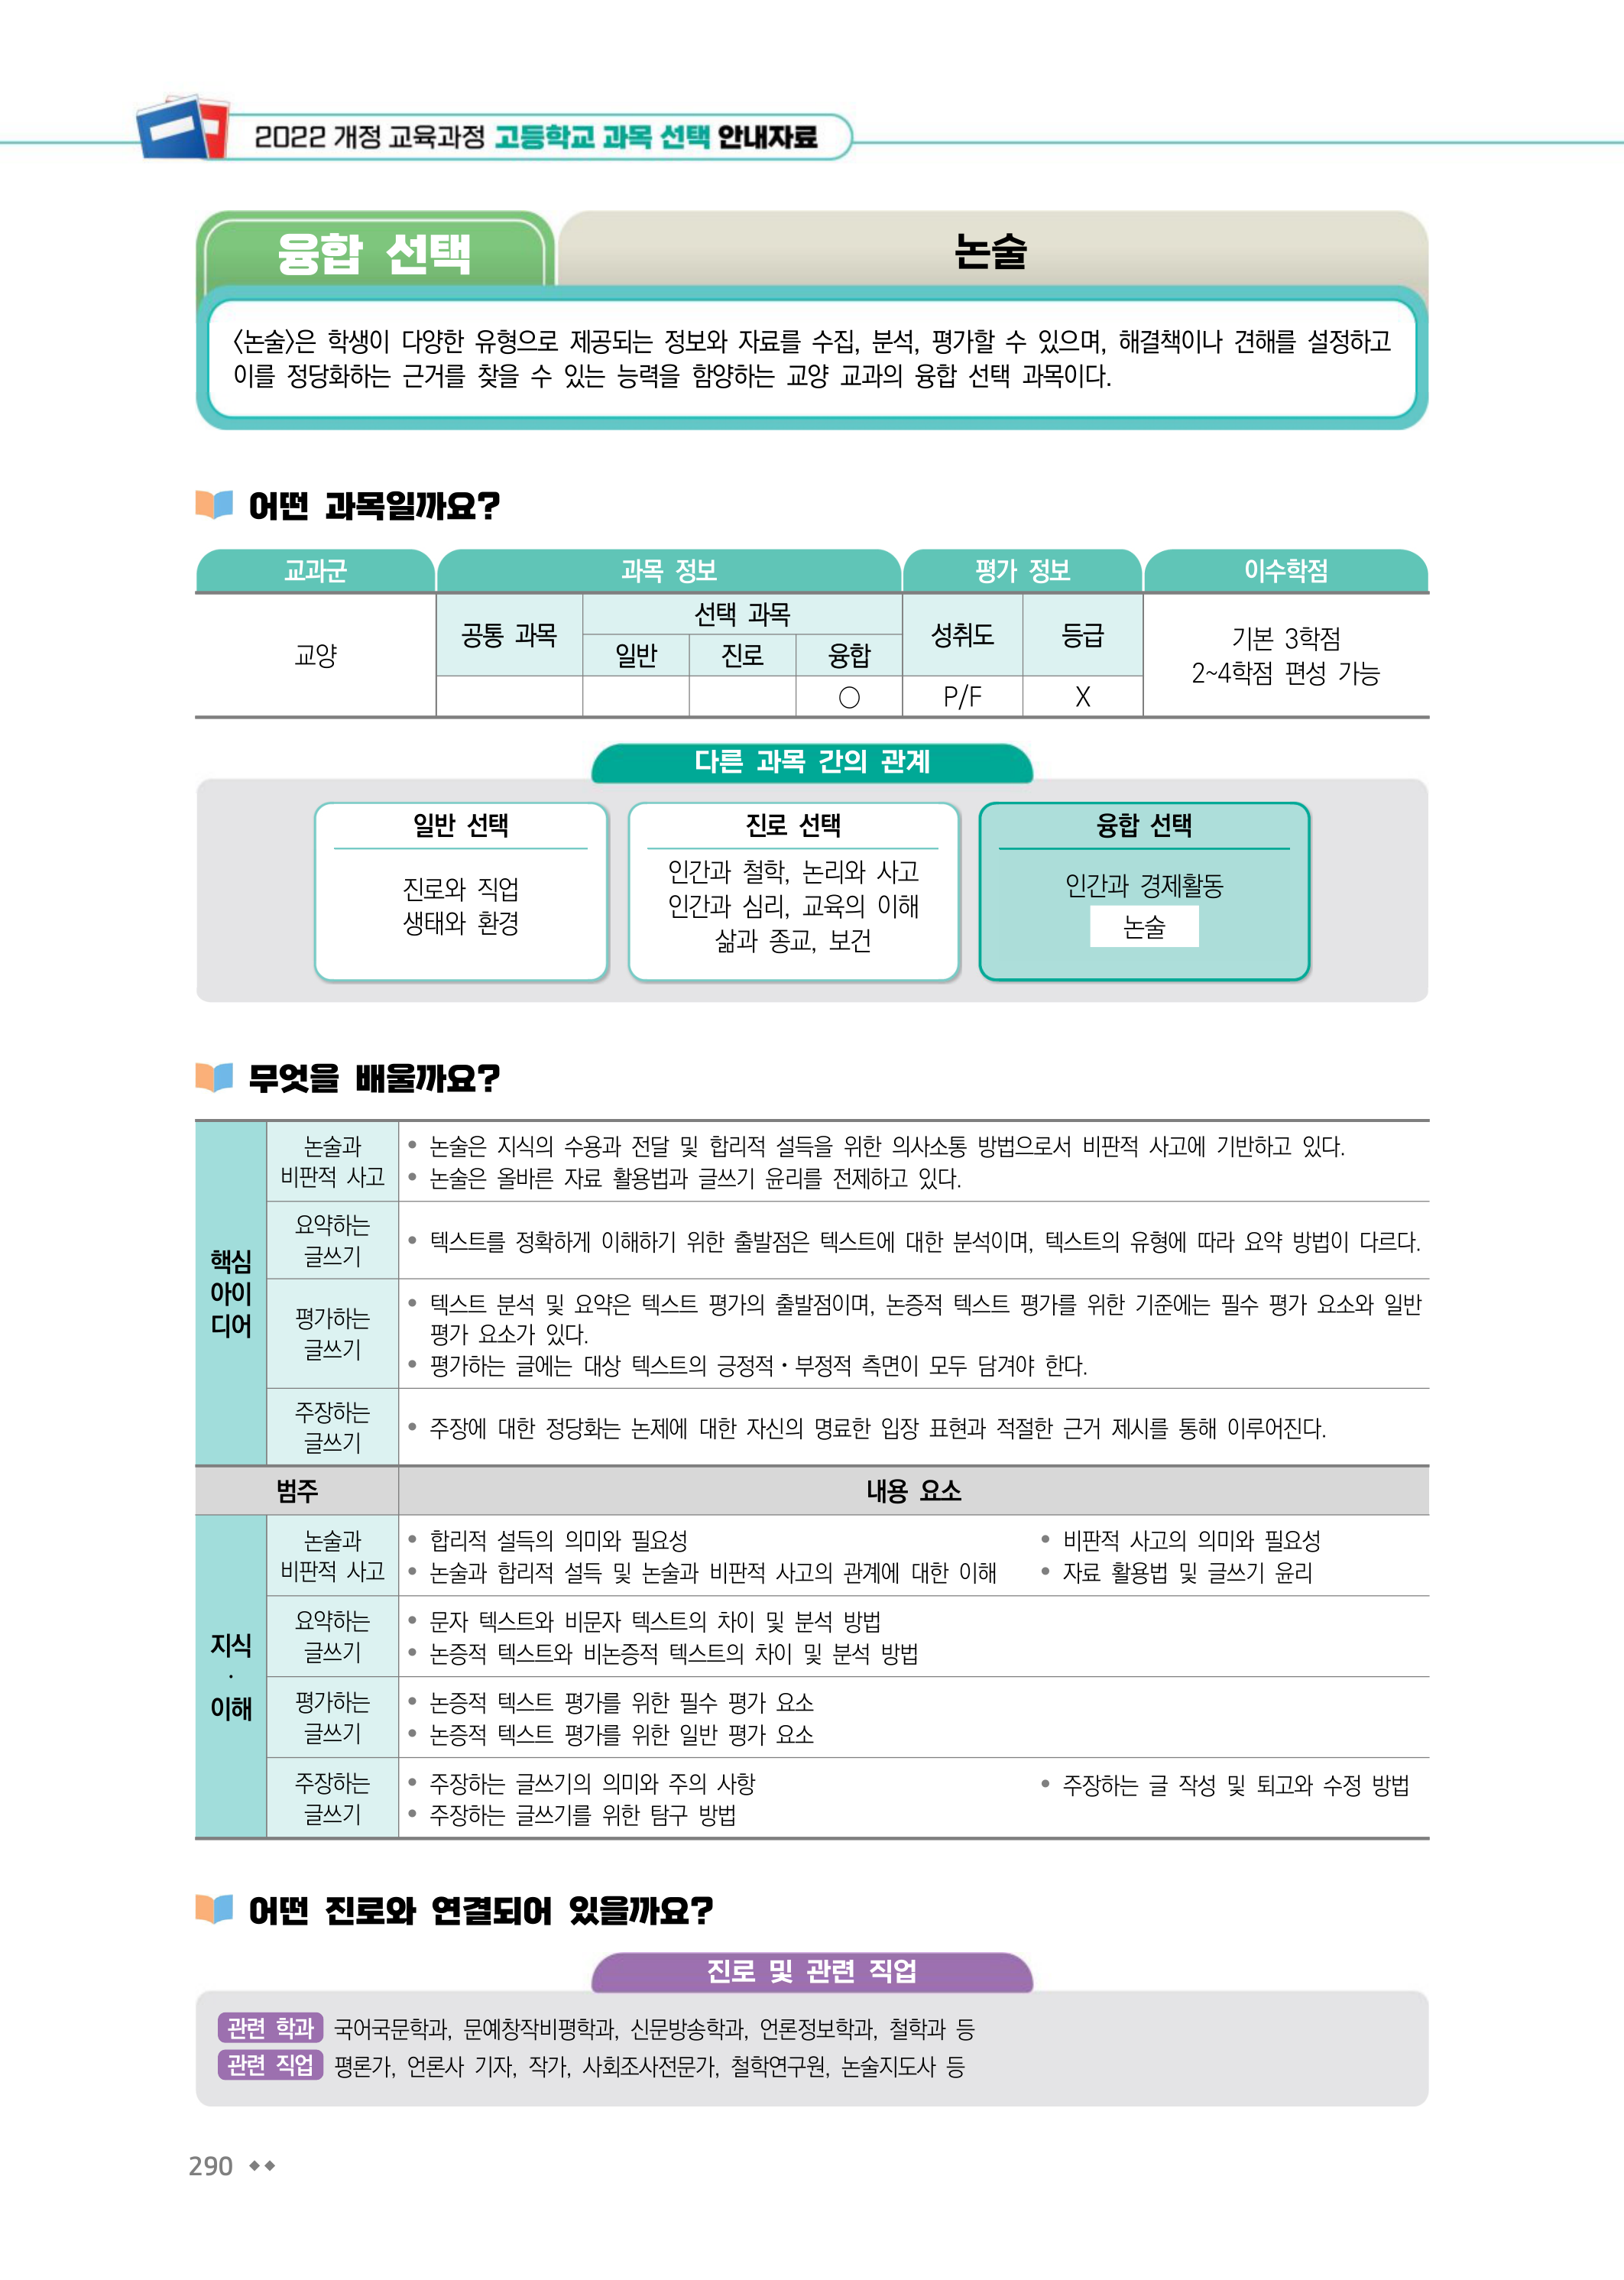 2022 개정 교육과정 고등학교 과목 선택 안내자료
융합 선택
논술
〈논술〉은 학생이 다양한 유형으로 제공되는 정보와 자료를 수집, 분석, 평가할 수 있으며, 해결책이나 견해를 설정하고
이를 정당화하는 근거를 찾을 수 있는 능력을 함양하는 교양 교과의 융합 선택 과목이다.
어떤 과목일까요?
교과군 과목 정보 평가 정보 이수학점
교양
공통 과목
선택 과목
일반 진로 융합
성취도 등급
○ P/F X
기본 3학점
2~4학점 편성 가능
다른 과목 간의 관계
일반 선택
진로와 직업
생태와 환경
진로 선택
인간과 철학, 논리와 사고
인간과 심리, 교육의 이해
삶과 종교, 보건
융합 선택
인간과 경제활동
논술
무엇을 배울까요?
핵심
아이
디어
논술과
비판적 사고
• 논술은 지식의 수용과 전달 및 합리적 설득을 위한 의사소통 방법으로서 비판적 사고에 기반하고 있다.
• 논술은 올바른 자료 활용법과 글쓰기 윤리를 전제하고 있다.
요약하는
글쓰기
• 텍스트를 정확하게 이해하기 위한 출발점은 텍스트에 대한 분석이며, 텍스트의 유형에 따라 요약 방법이 다르다.
평가하는
글쓰기
• 텍스트 분석 및 요약은 텍스트 평가의 출발점이며, 논증적 텍스트 평가를 위한 기준에는 필수 평가 요소와 일반
평가 요소가 있다.
• 평가하는 글에는 대상 텍스트의 긍정적・부정적 측면이 모두 담겨야 한다.
주장하는
글쓰기
• 주장에 대한 정당화는 논제에 대한 자신의 명료한 입장 표현과 적절한 근거 제시를 통해 이루어진다.
범주 내용 요소
지식
·
이해
논술과
비판적 사고
• 합리적 설득의 의미와 필요성 • 비판적 사고의 의미와 필요성
• 논술과 합리적 설득 및 논술과 비판적 사고의 관계에 대한 이해 • 자료 활용법 및 글쓰기 윤리
요약하는
글쓰기
• 문자 텍스트와 비문자 텍스트의 차이 및 분석 방법
• 논증적 텍스트와 비논증적 텍스트의 차이 및 분석 방법
평가하는
글쓰기
• 논증적 텍스트 평가를 위한 필수 평가 요소
• 논증적 텍스트 평가를 위한 일반 평가 요소
주장하는
글쓰기
• 주장하는 글쓰기의 의미와 주의 사항 • 주장하는 글 작성 및 퇴고와 수정 방법
• 주장하는 글쓰기를 위한 탐구 방법
어떤 진로와 연결되어 있을까요?
진로 및 관련 직업
관련 학과 국어국문학과, 문예창작비평학과, 신문방송학과, 언론정보학과, 철학과 등
관련 직업 평론가, 언론사 기자, 작가, 사회조사전문가, 철학연구원, 논술지도사 등
290